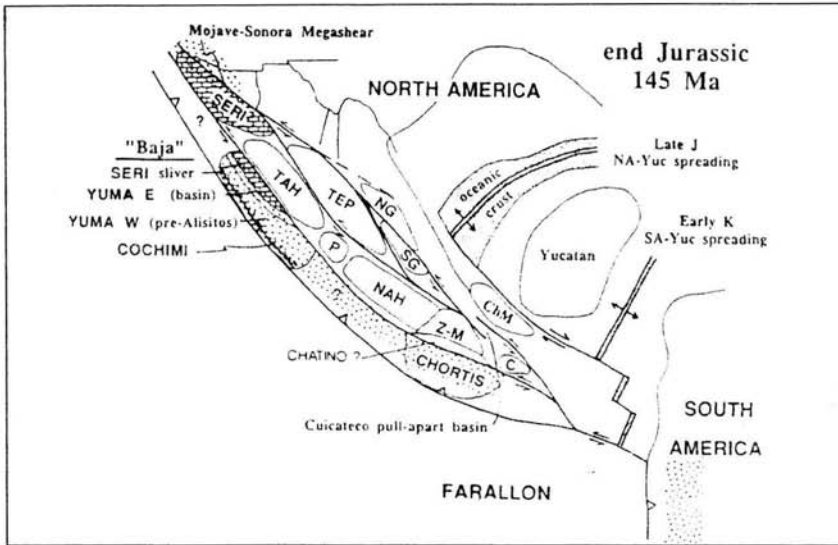 Mojave-Sonora Megashear
end Jurassic
145 Ma
NORTH AMERICA
SERI
?
"Baja"
SERI sliver
YUMA E (basin)
YUMA W (pre-Alisitos)
COCHIMI
TAH
TEP
NG
SG
P
NAH
Z-M
ChM
C
CHATINO ?
CHORTIS
Cuicateco pull-apart basin
oceanic
crust
Late J
NA-Yuc spreading
Early K
SA-Yuc spreading
Yucatan
SOUTH
AMERICA
FARALLON